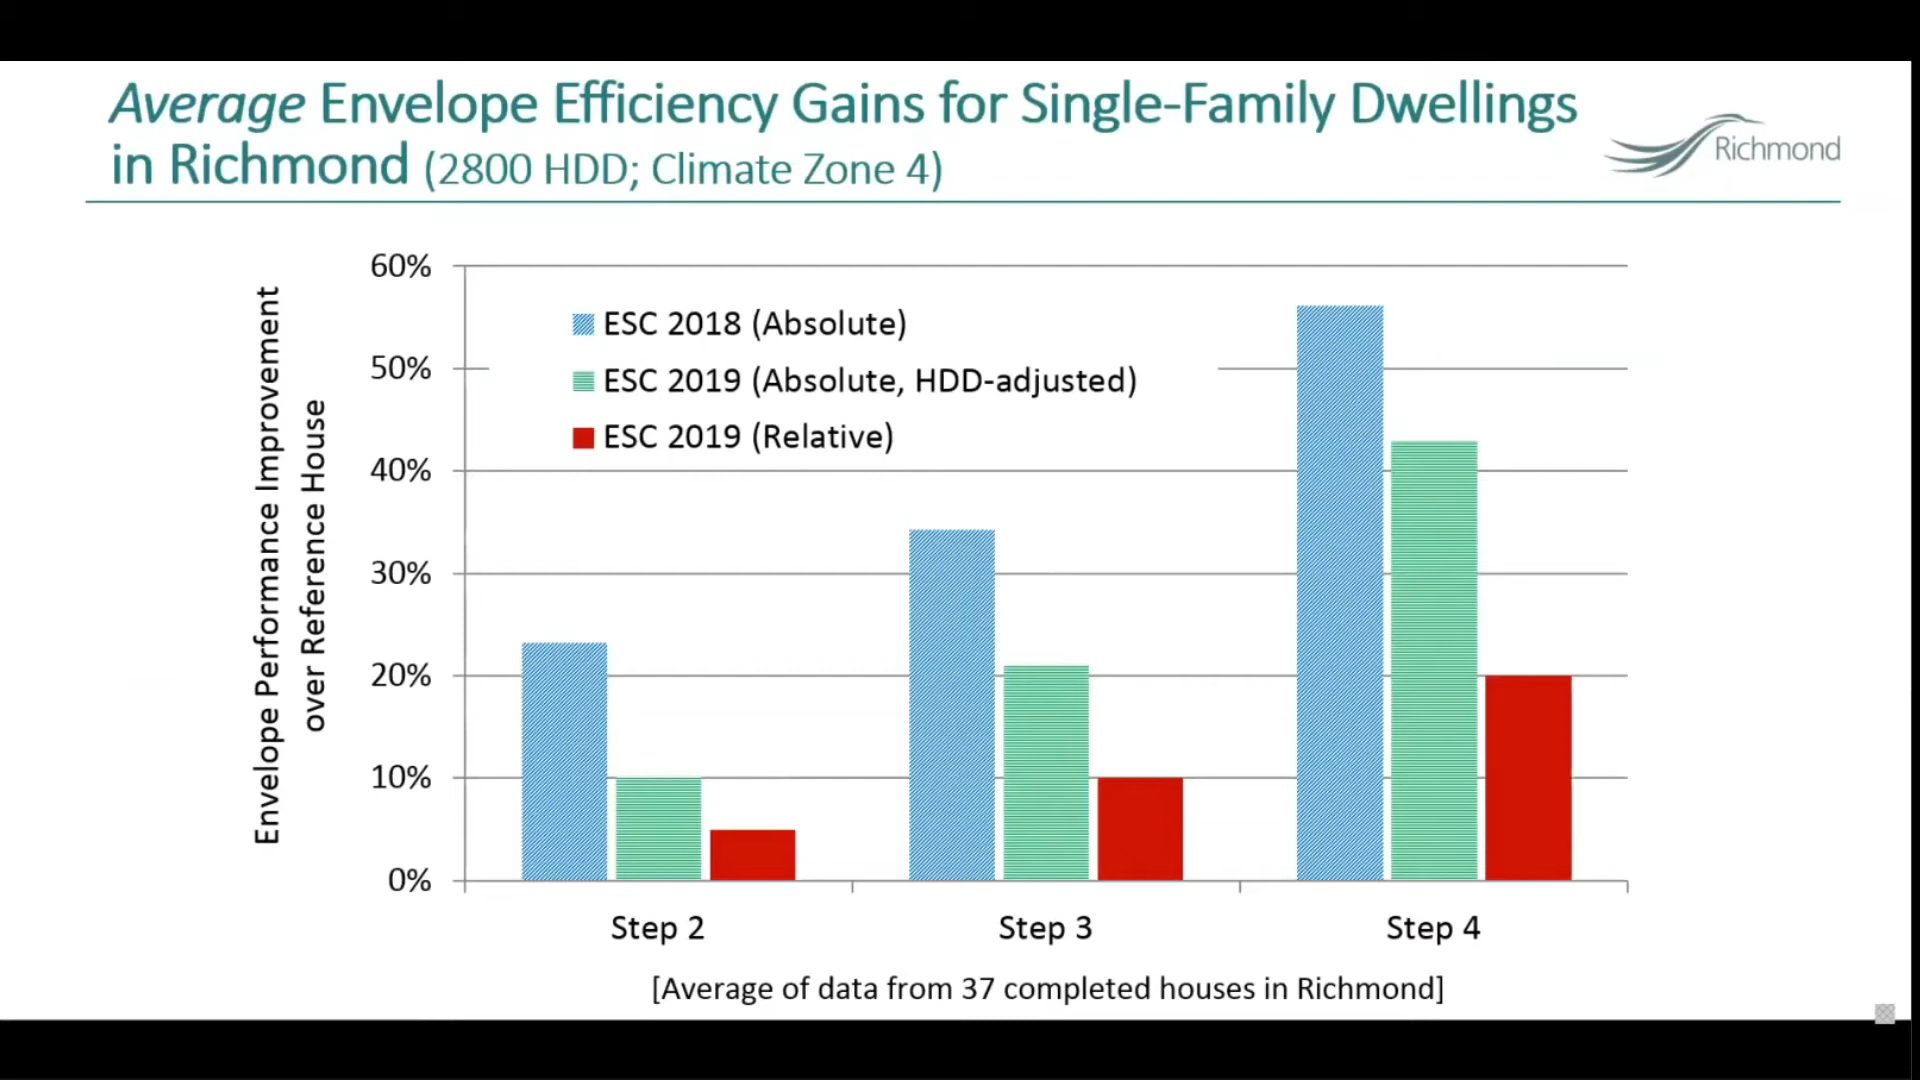 Average Envelope Efficiency Gains for Single-Family Dwellings
in Richmond (2800 HDD; Climate Zone 4)
Richmond
Envelope Performance Improvement
over Reference House
60%
50%
40%
30%
20%
10%
0%
ESC 2018 (Absolute)
ESC 2019 (Absolute, HDD-adjusted)
ESC 2019 (Relative)
Step 2
Step 3
Step 4
[Average of data from 37 completed houses in Richmond]